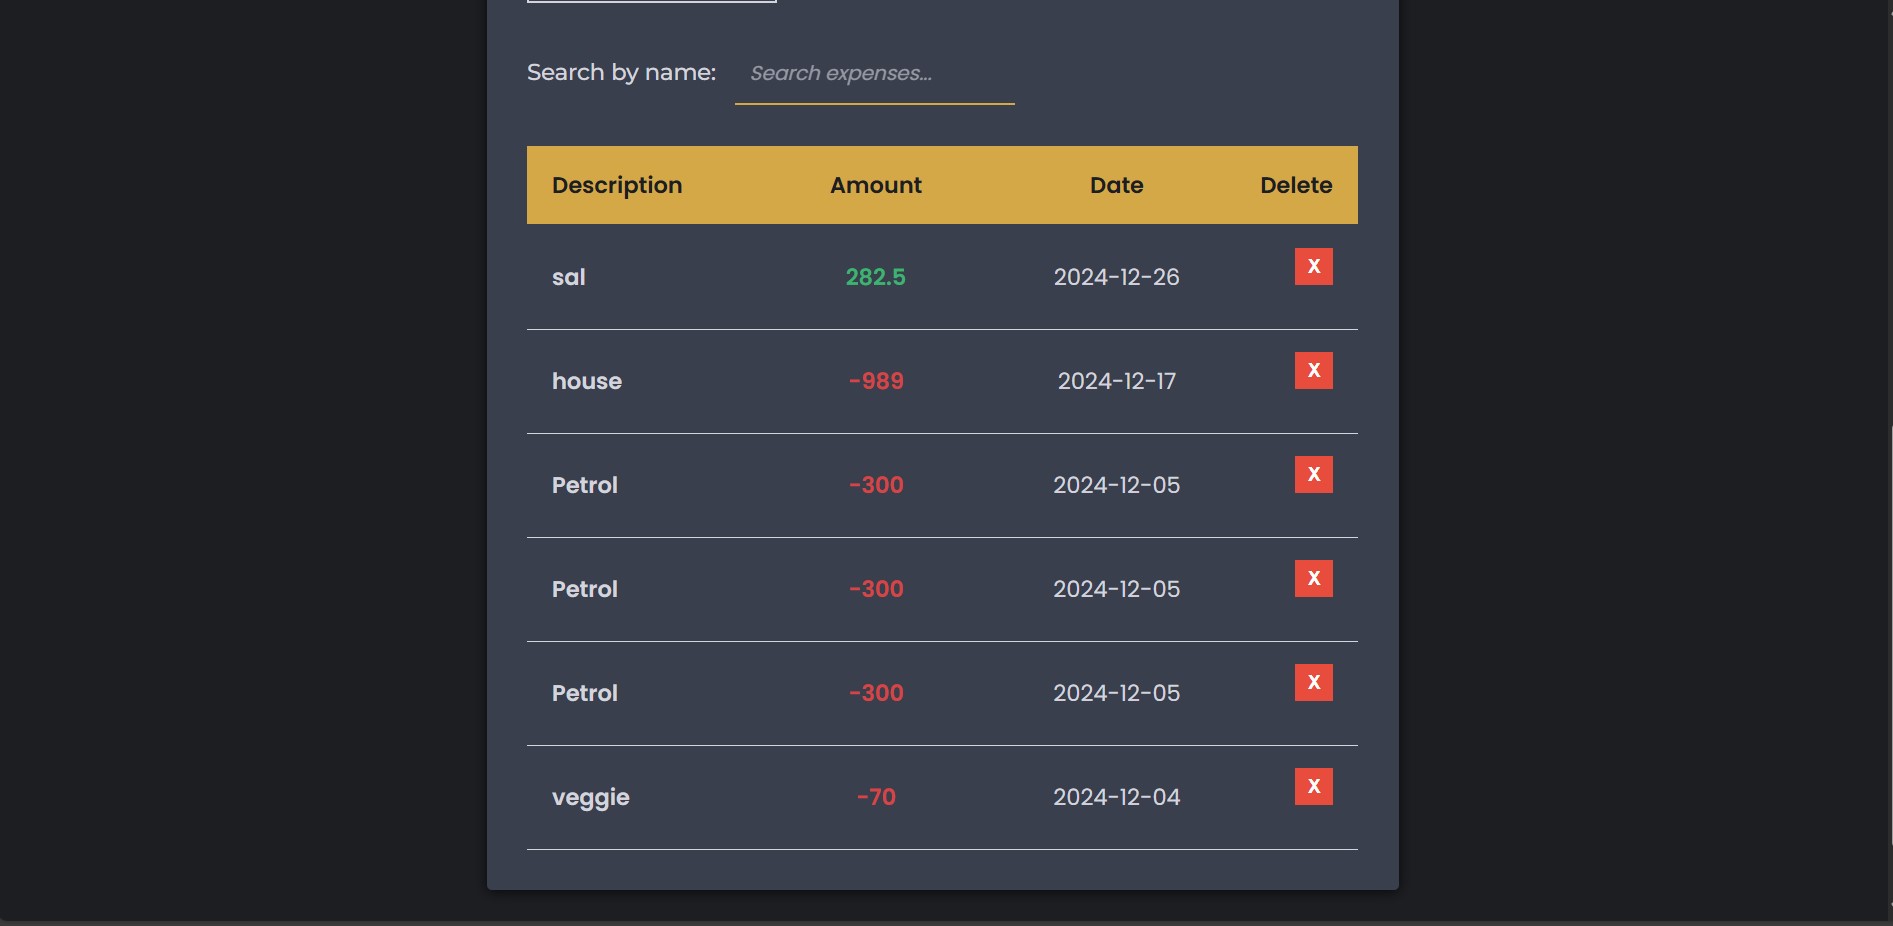 Search by name: Search expenses...
Description Amount Date Delete
sal 282.5 2024-12-26 X
house -989 2024-12-17 X
Petrol -300 2024-12-05 X
Petrol -300 2024-12-05 X
Petrol -300 2024-12-05 X
veggie -70 2024-12-04 X